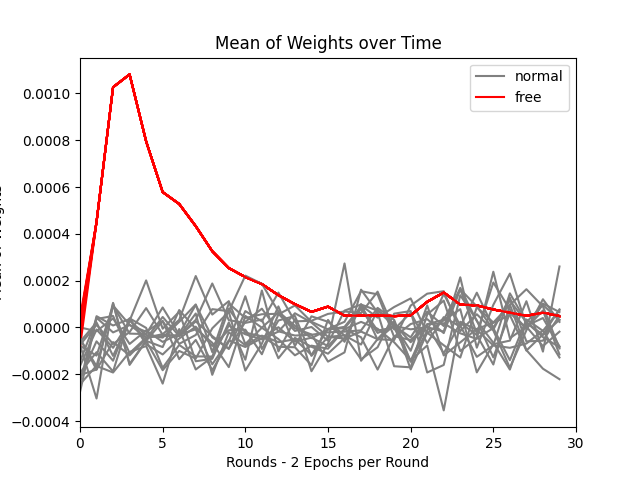 Mean of Weights over Time
normal
free
0.0010
0.0008
0.0006
0.0004
0.0002
0.0000
−0.0002
−0.0004
0 5 10 15 20 25 30
Rounds - 2 Epochs per Round